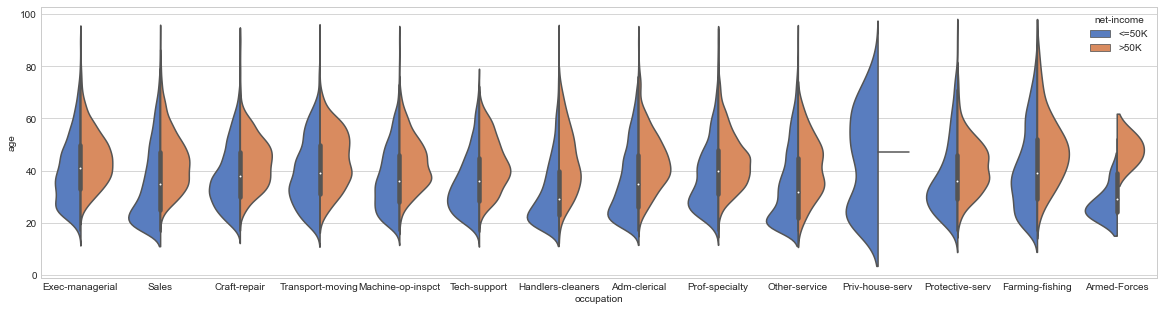 100
net-income
<=50K
>50K
80
60
age
40
20
0
Exec-managerial Sales Craft-repair Transport-moving Machine-op-inspct Tech-support Handlers-cleaners Adm-clerical Prof-specialty Other-service Priv-house-serv Protective-serv Farming-fishing Armed-Forces
occupation